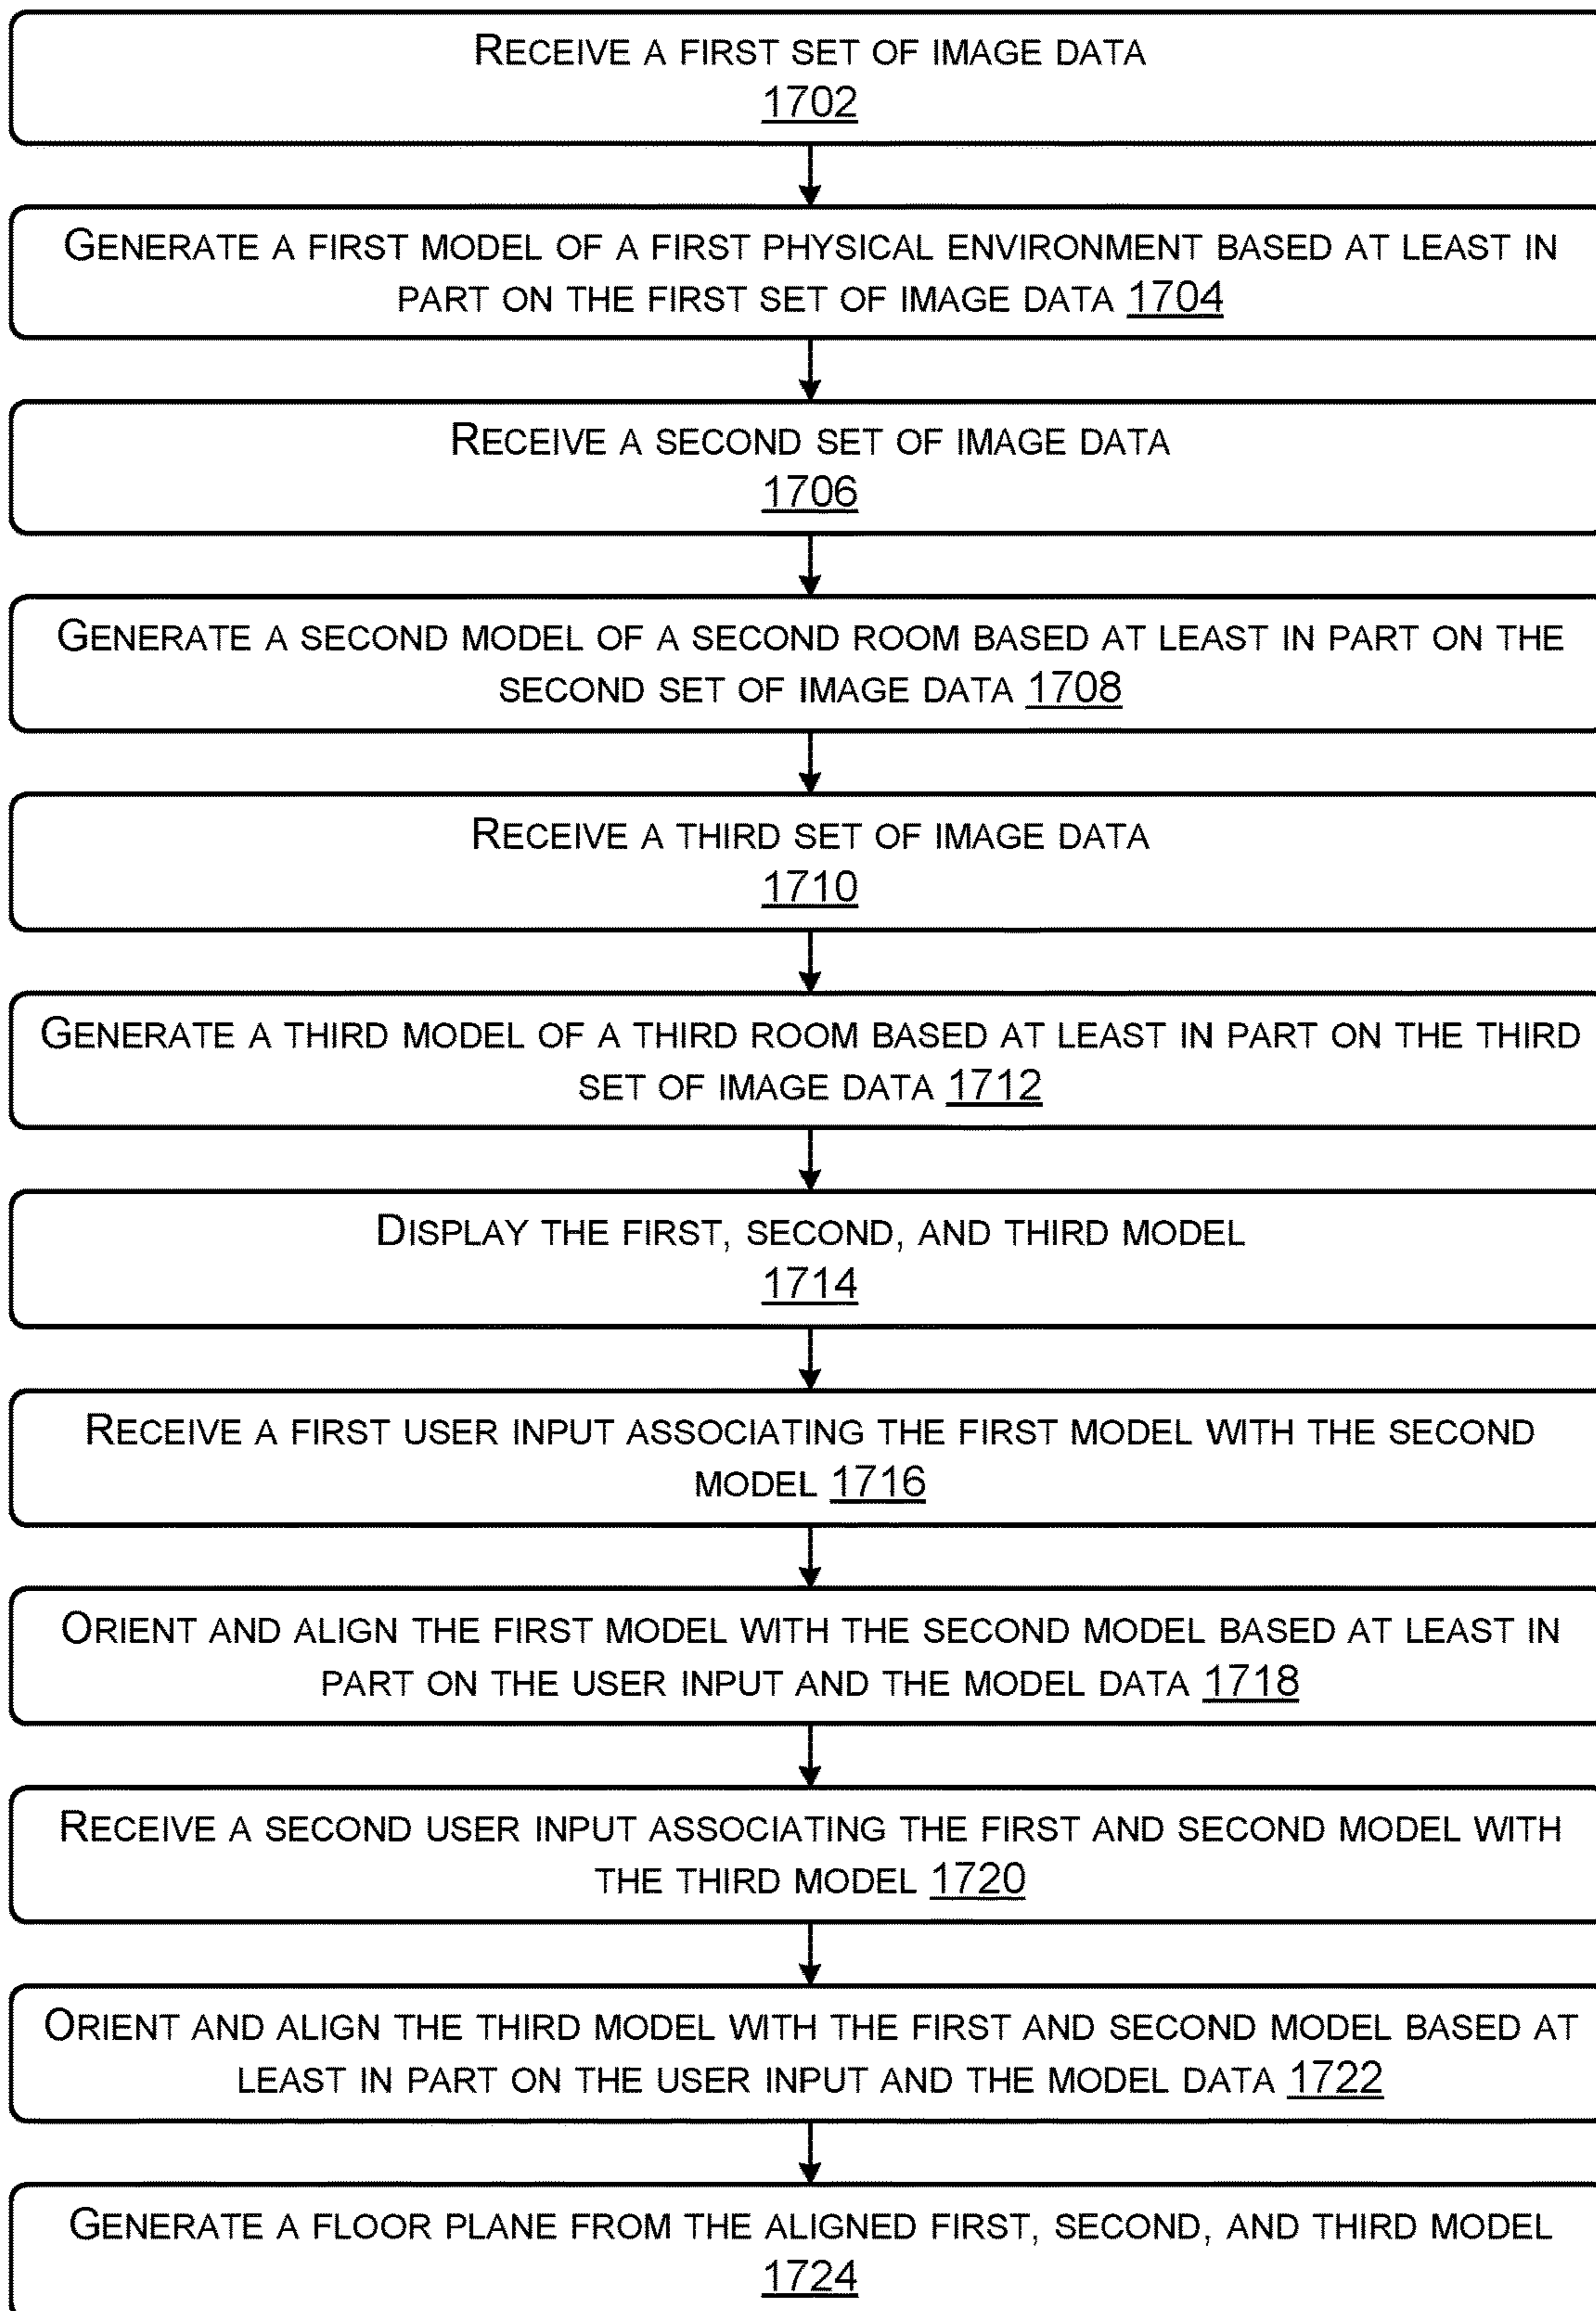 RECEIVE A FIRST SET OF IMAGE DATA
1702
GENERATE A FIRST MODEL OF A FIRST PHYSICAL ENVIRONMENT BASED AT LEAST IN
PART ON THE FIRST SET OF IMAGE DATA 1704
RECEIVE A SECOND SET OF IMAGE DATA
1706
GENERATE A SECOND MODEL OF A SECOND ROOM BASED AT LEAST IN PART ON THE
SECOND SET OF IMAGE DATA 1708
RECEIVE A THIRD SET OF IMAGE DATA
1710
GENERATE A THIRD MODEL OF A THIRD ROOM BASED AT LEAST IN PART ON THE THIRD
SET OF IMAGE DATA 1712
DISPLAY THE FIRST, SECOND, AND THIRD MODEL
1714
RECEIVE A FIRST USER INPUT ASSOCIATING THE FIRST MODEL WITH THE SECOND
MODEL 1716
ORIENT AND ALIGN THE FIRST MODEL WITH THE SECOND MODEL BASED AT LEAST IN
PART ON THE USER INPUT AND THE MODEL DATA 1718
RECEIVE A SECOND USER INPUT ASSOCIATING THE FIRST AND SECOND MODEL WITH
THE THIRD MODEL 1720
ORIENT AND ALIGN THE THIRD MODEL WITH THE FIRST AND SECOND MODEL BASED AT
LEAST IN PART ON THE USER INPUT AND THE MODEL DATA 1722
GENERATE A FLOOR PLANE FROM THE ALIGNED FIRST, SECOND, AND THIRD MODEL
1724